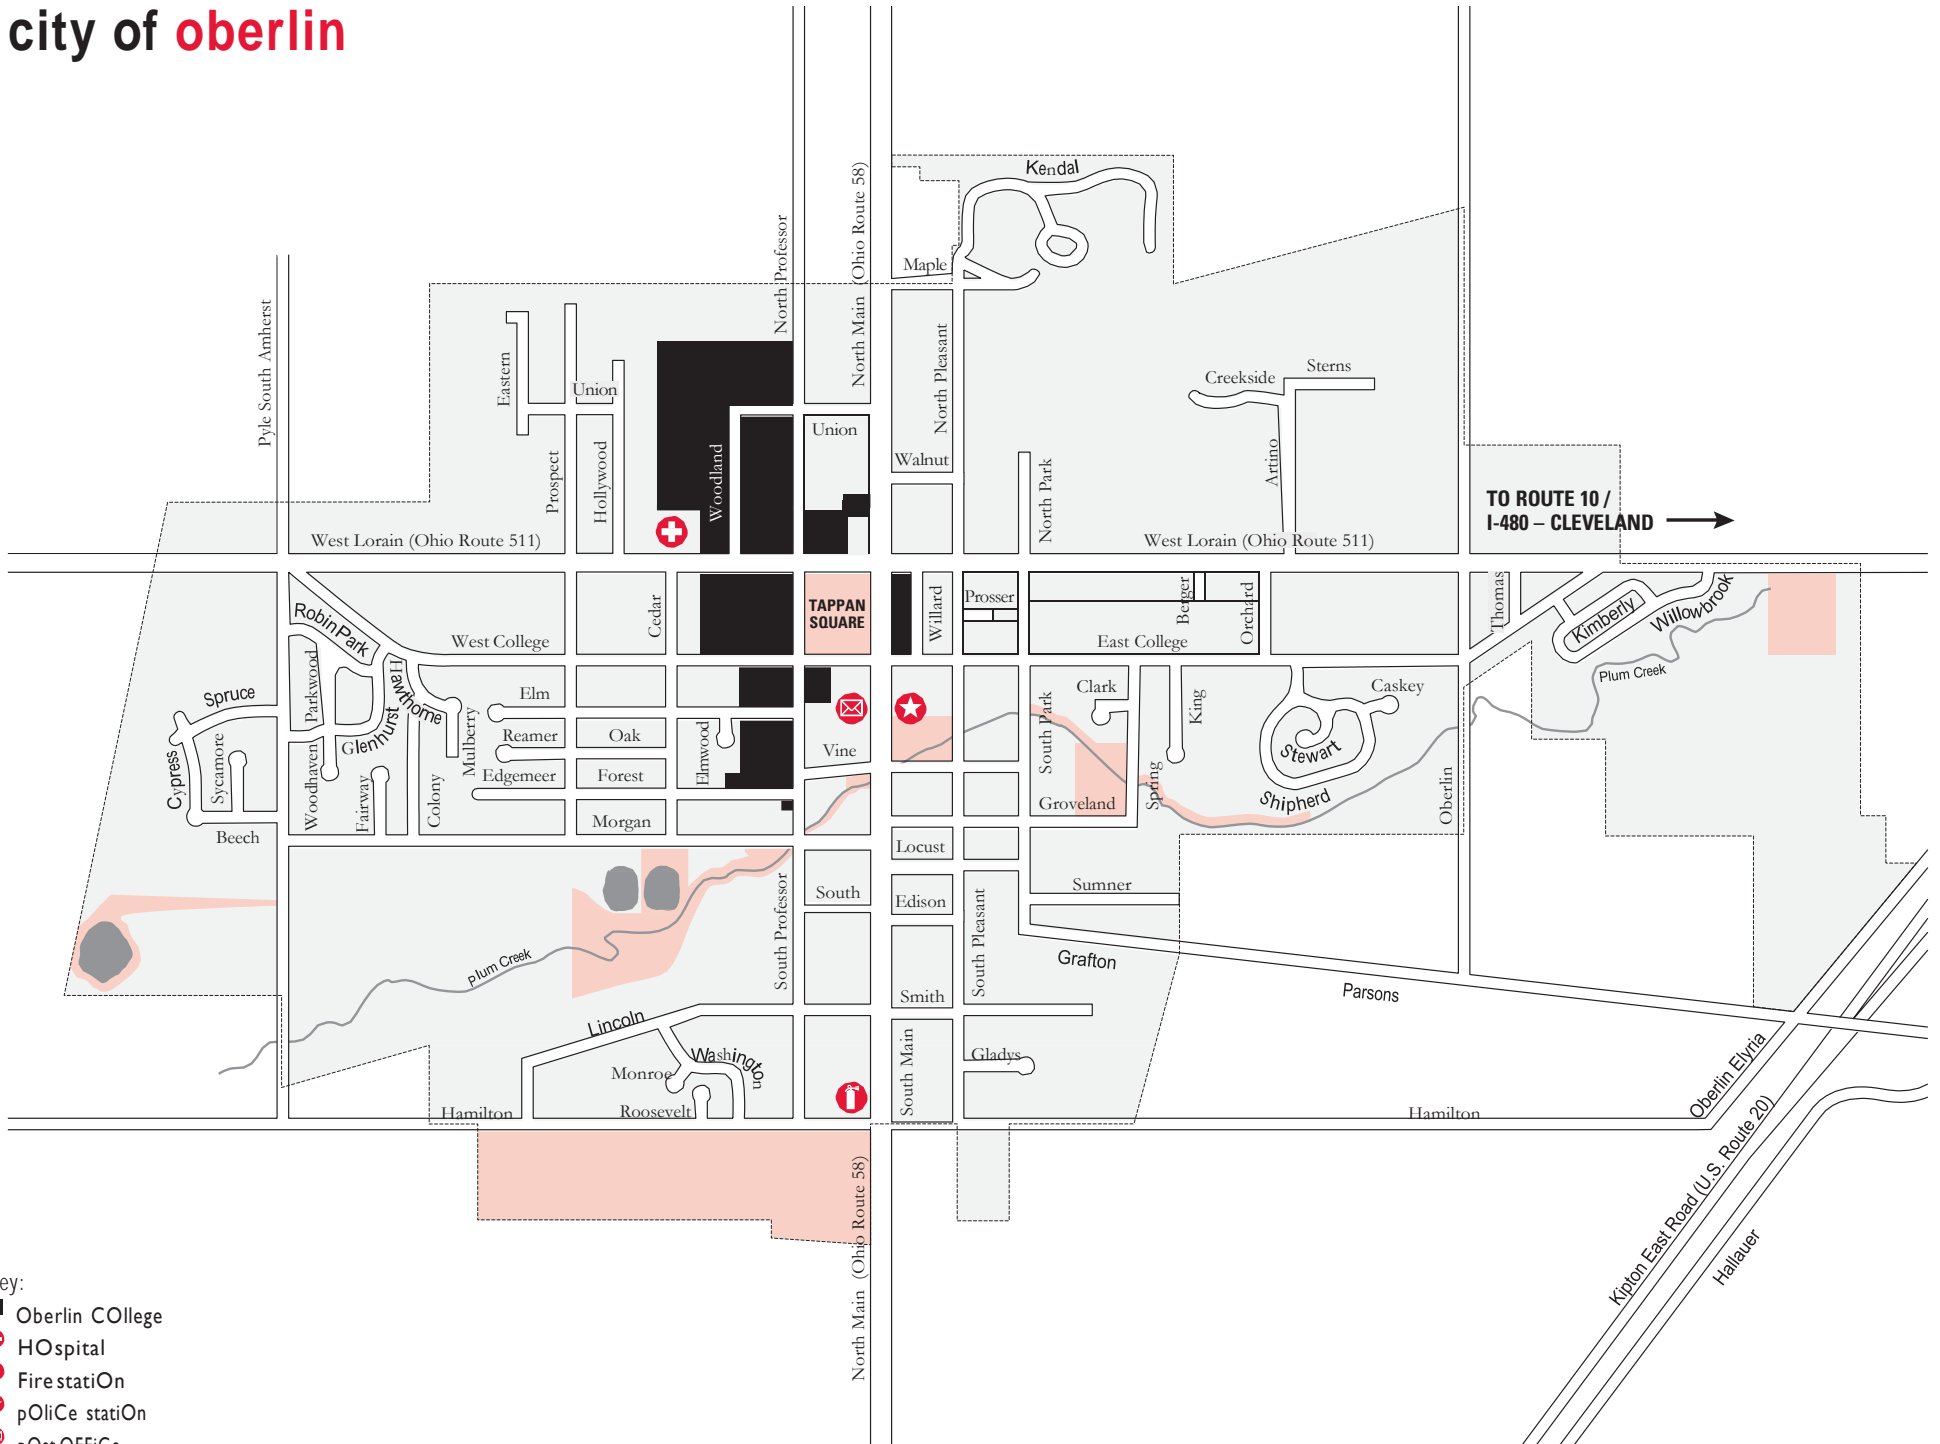 city of oberlin
Kendal
North Main (Ohio Route 58)
North Professor
Maple
Pyle South Amherst
North Pleasant
Eastern
Union
Sterns
Creekside
Union
Walnut
Woodland
Prospect
Hollywood
North Park
Artino
TO ROUTE 10 /
I-480 – CLEVELAND
West Lorain (Ohio Route 511)
West Lorain (Ohio Route 511)
Robin Park
Cedar
TAPPAN
SQUARE
Willard
Prosser
Berger
Orchard
Thomas
Kimberly
Willowbrook
West College
East College
Plum Creek
Parkwood
Hawthorne
Spruce
Elm
Clark
King
Caskey
Glenhurst
Mulberry
Reamer
Oak
Elmwood
Vine
South Park
Stewart
Cypress
Sycamore
Woodhaven
Fairway
Colony
Edgemeer
Forest
Groveland
Spring
Shipherd
Oberlin
Beech
Morgan
Locust
South
Edison
Sumner
South Professor
South Pleasant
Plum Creek
Grafton
Parsons
Smith
Lincoln
Washington
Monroe
Roosevelt
South Main
Gladys
Hamilton
Hamilton
Oberlin Elyria
Kipton East Road (U.S. Route 20)
Hallauer
North Main (Ohio Route 58)
ey:
Oberlin COllege
HOspital
Fire statiOn
pOliCe statiOn